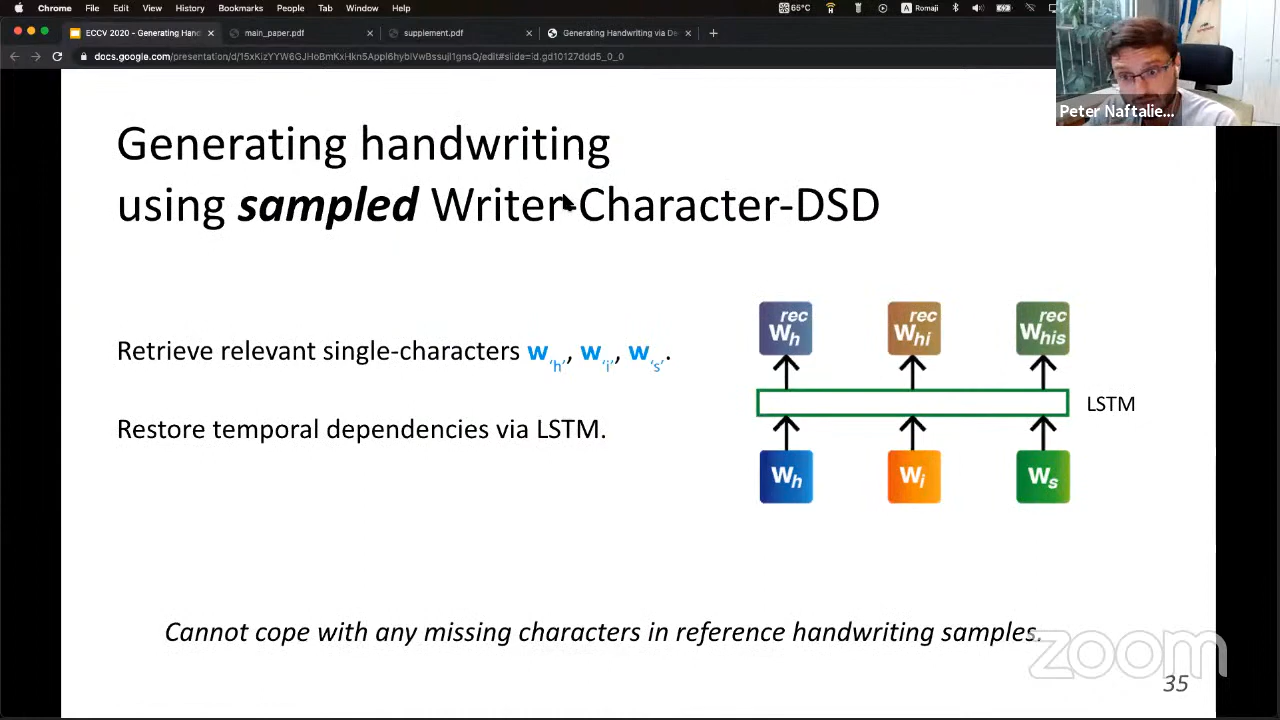 Chrome File Edit View History Bookmarks People Tab Window Help
65°C
Romaji
ECCV 2020 - Generating Han
main_paper.pdf
supplement.pdf
Generating Handwriting via De
Peter Naftalie...
Generating handwriting
using sampled Writer-Character-DSD
Retrieve relevant single-characters w'h', w'i', w's'.
Restore temporal dependencies via LSTM.
rec
wh
rec
whi
rec
whis
LSTM
wh
wi
ws
Cannot cope with any missing characters in reference handwriting samples.
zoom
35